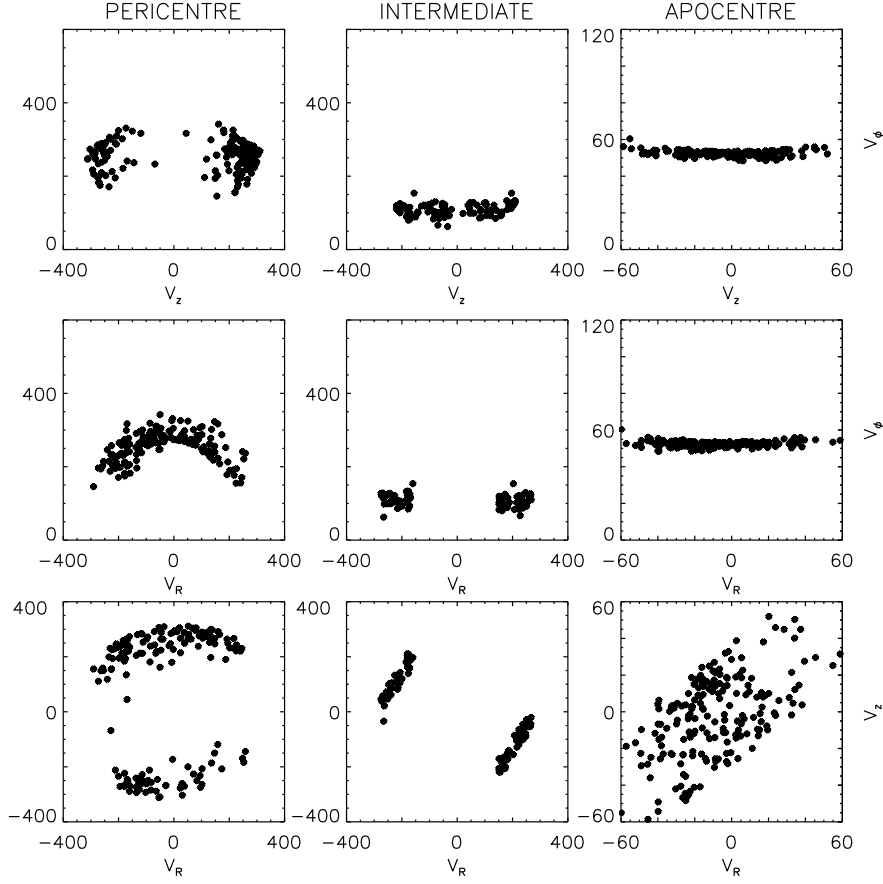 PERICENTRE INTERMEDIATE APOCENTRE
400 400 120
60 V_ϕ
0 0 0
−400 0 400 −400 0 400 −60 0 60
V_z V_z V_z
400 400 120
60 V_ϕ
0 0 0
−400 0 400 −400 0 400 −60 0 60
V_R V_R V_R
400 400 60
0 0 0 V_z
−400 −400 −60
−400 0 400 −400 0 400 −60 0 60
V_R V_R V_R